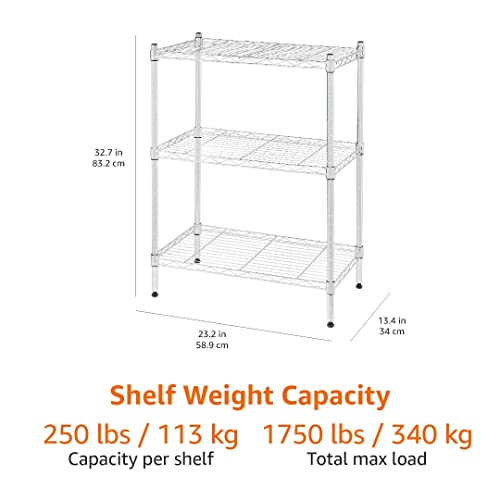 32.7 in
83.2 cm
23.2 in
58.9 cm
13.4 in
34 cm
Shelf Weight Capacity
250 lbs / 113 kg
Capacity per shelf
1750 lbs / 340 kg
Total max load